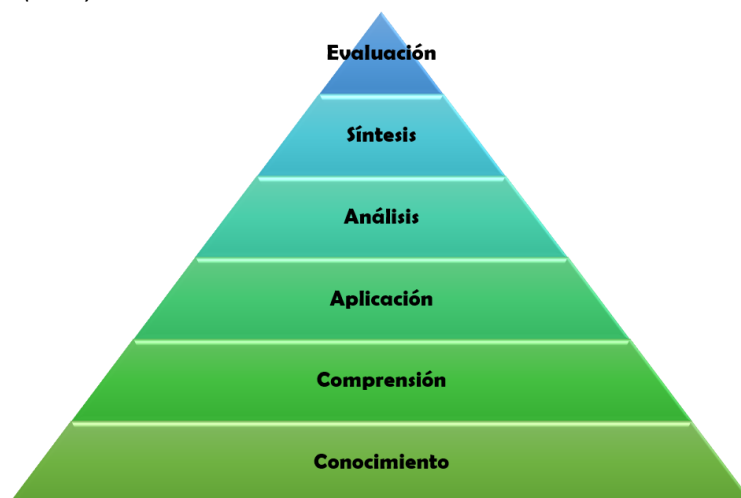 Evaluación
Síntesis
Análisis
Aplicación
Comprensión
Conocimiento